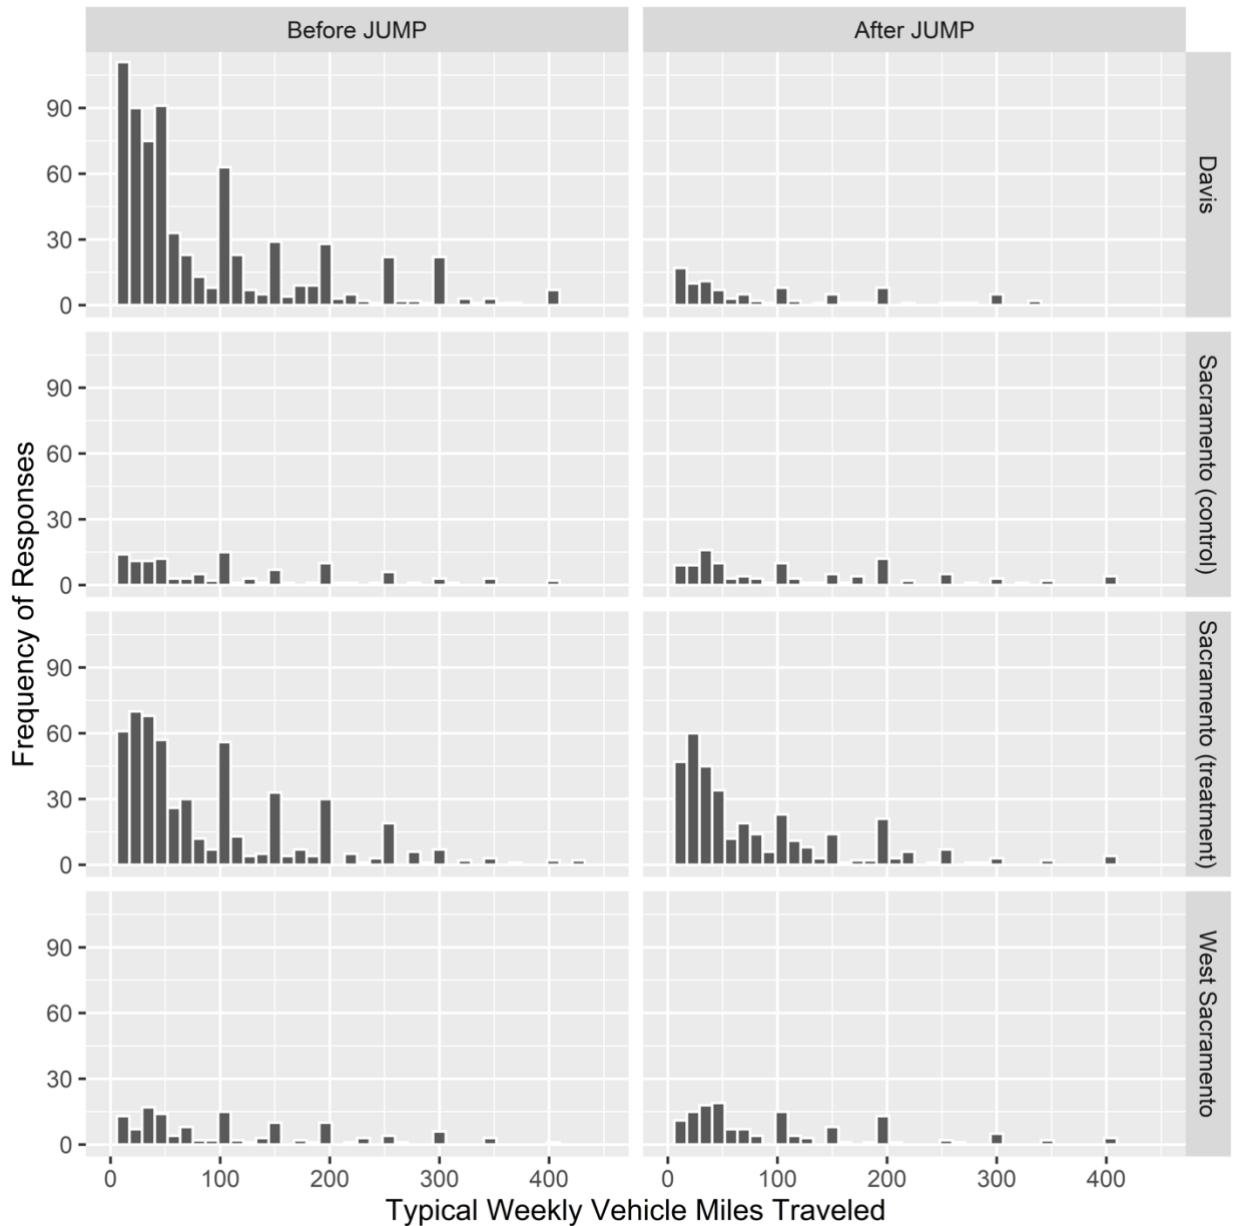 Before JUMP
After JUMP
90
60
30
0
Davis
90
60
30
0
Sacramento (control)
90
60
30
0
Sacramento (treatment)
90
60
30
0
West Sacramento
0 100 200 300 400
0 100 200 300 400
Typical Weekly Vehicle Miles Traveled
Frequency of Responses